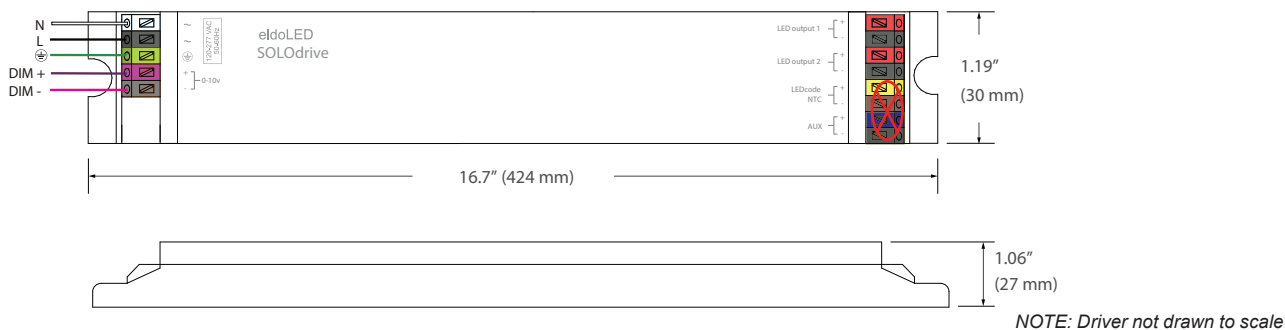 N
L
DIM +
DIM -
~
~
+
-
120-277 VAC
50-60Hz
0-10v
eldoLED
SOLOdrive
LED output 1 + -
LED output 2 + -
LEDcode
NTC + -
AUX + -
1.19"
(30 mm)
16.7" (424 mm)
1.06"
(27 mm)
NOTE: Driver not drawn to scale